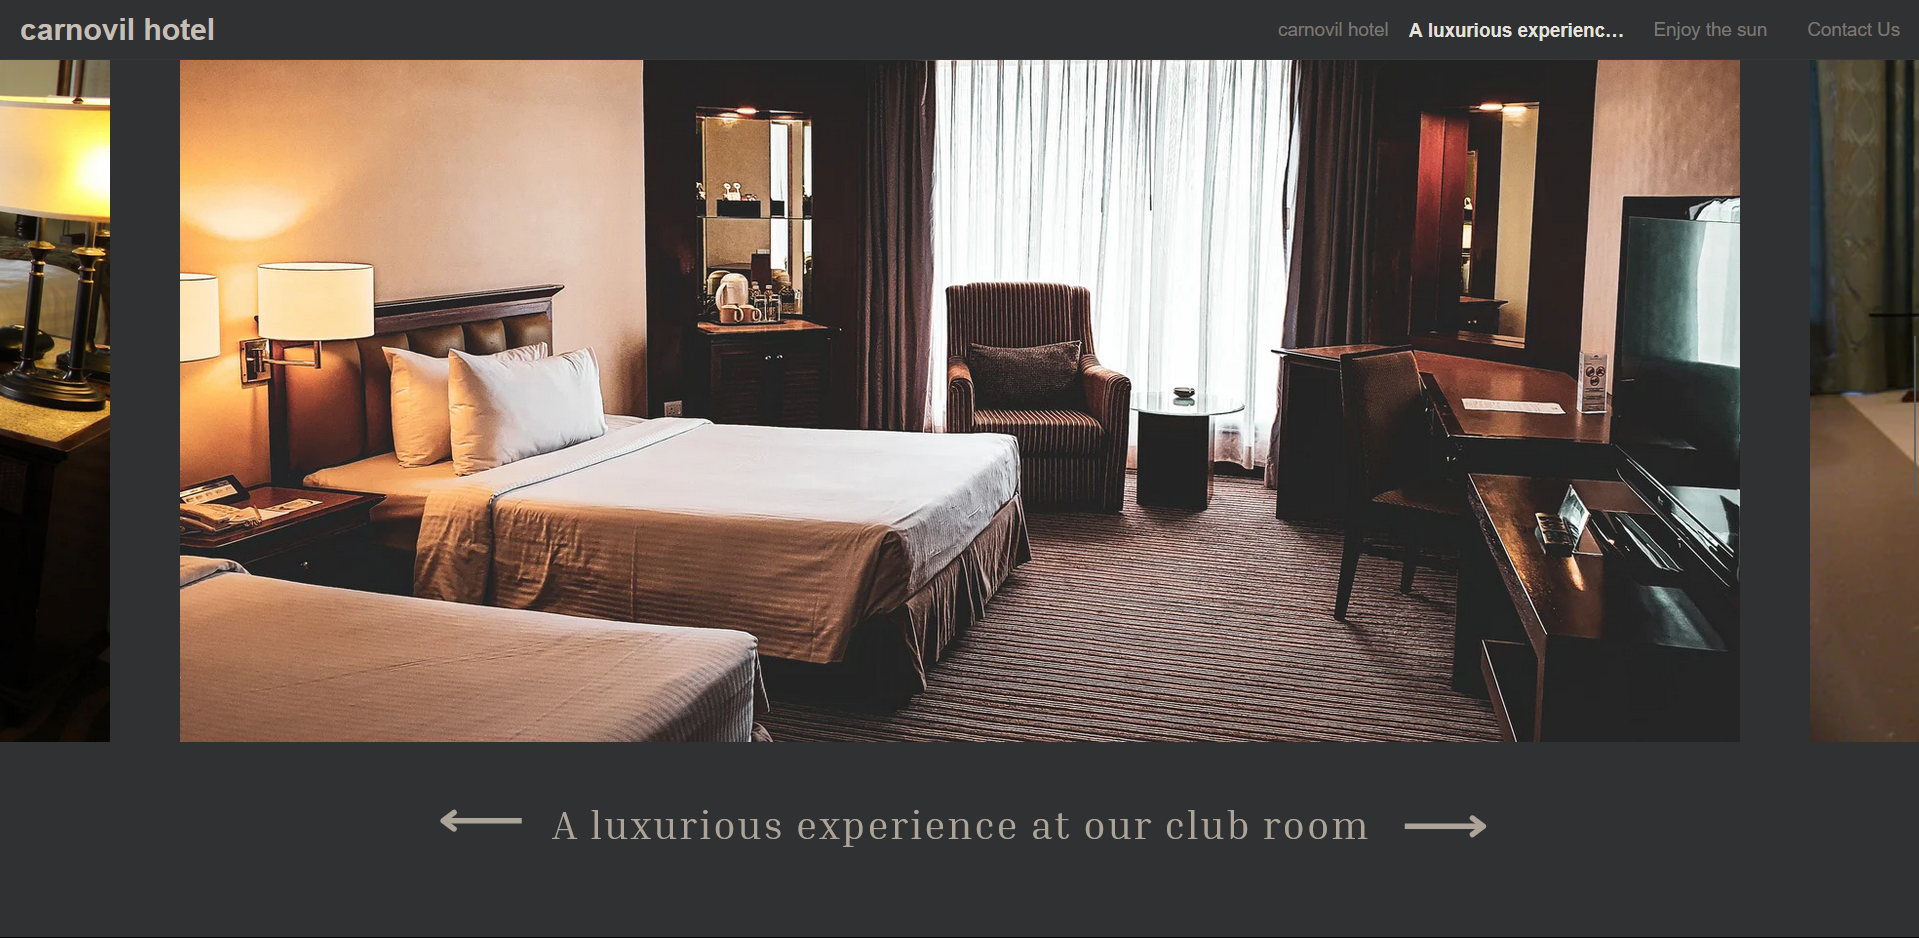 carnovil hotel
carnovil hotel A luxurious experienc... Enjoy the sun Contact Us
A luxurious experience at our club room